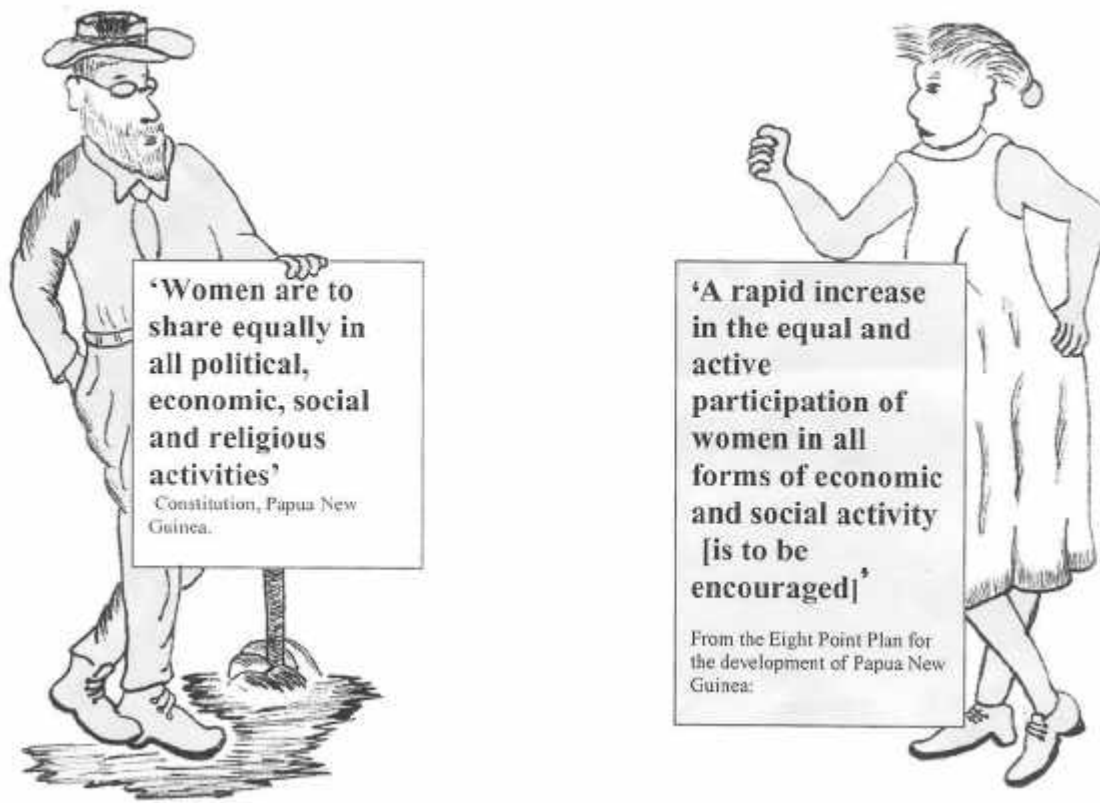 ‘Women are to
share equally in
all political,
economic, social
and religious
activities’
Constitution, Papua New
Guinea.
‘A rapid increase
in the equal and
active
participation of
women in all
forms of economic
and social activity
[is to be
encouraged]’
From the Eight Point Plan for
the development of Papua New
Guinea: